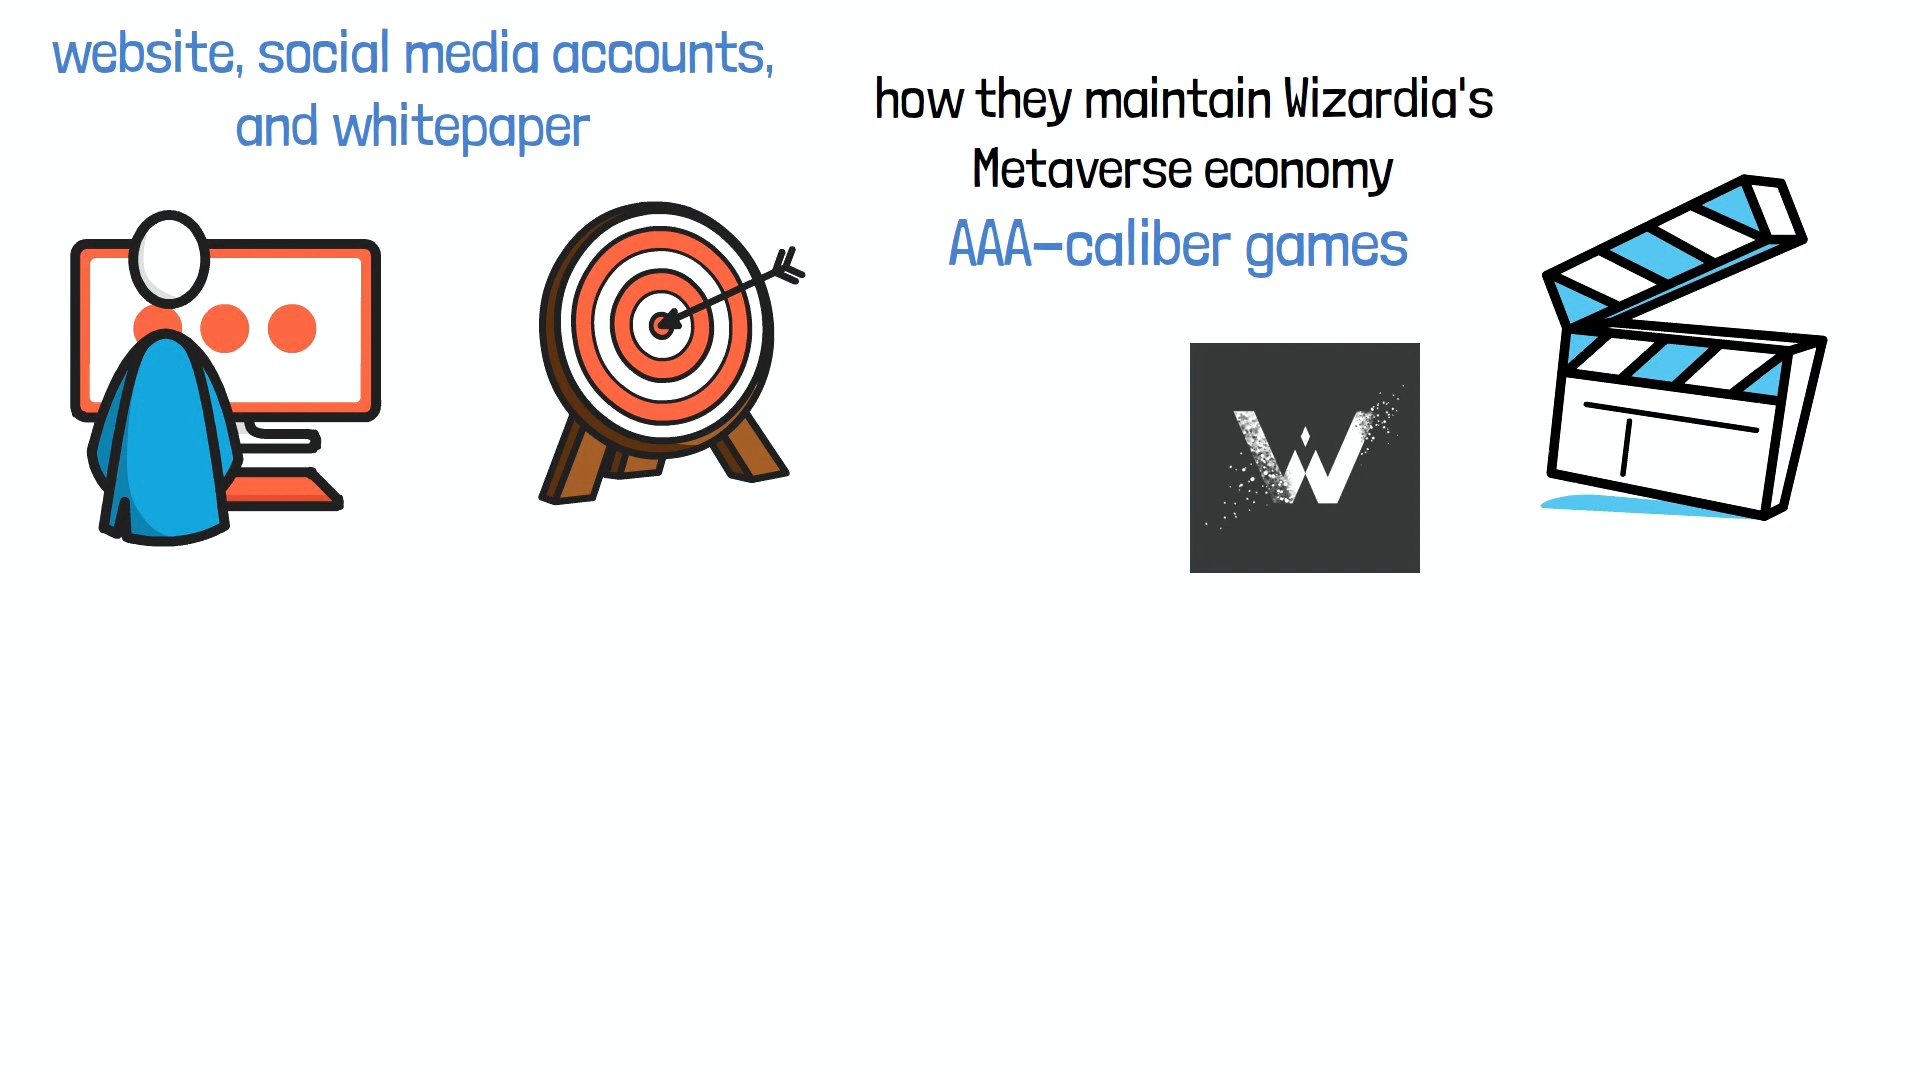 website, social media accounts,
and whitepaper
how they maintain Wizardia's
Metaverse economy
AAA-caliber games
W